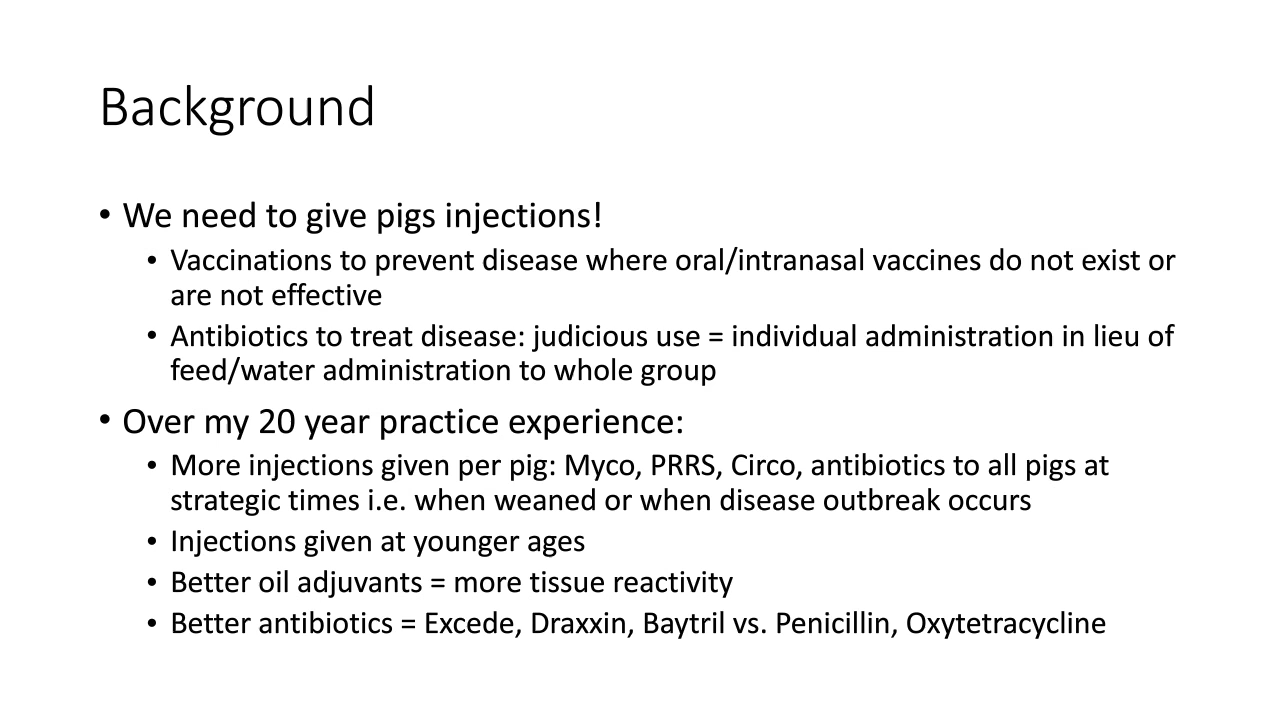 Background
• We need to give pigs injections!
• Vaccinations to prevent disease where oral/intranasal vaccines do not exist or
are not effective
• Antibiotics to treat disease: judicious use = individual administration in lieu of
feed/water administration to whole group
• Over my 20 year practice experience:
• More injections given per pig: Myco, PRRS, Circo, antibiotics to all pigs at
strategic times i.e. when weaned or when disease outbreak occurs
• Injections given at younger ages
• Better oil adjuvants = more tissue reactivity
• Better antibiotics = Excede, Draxxin, Baytril vs. Penicillin, Oxytetracycline